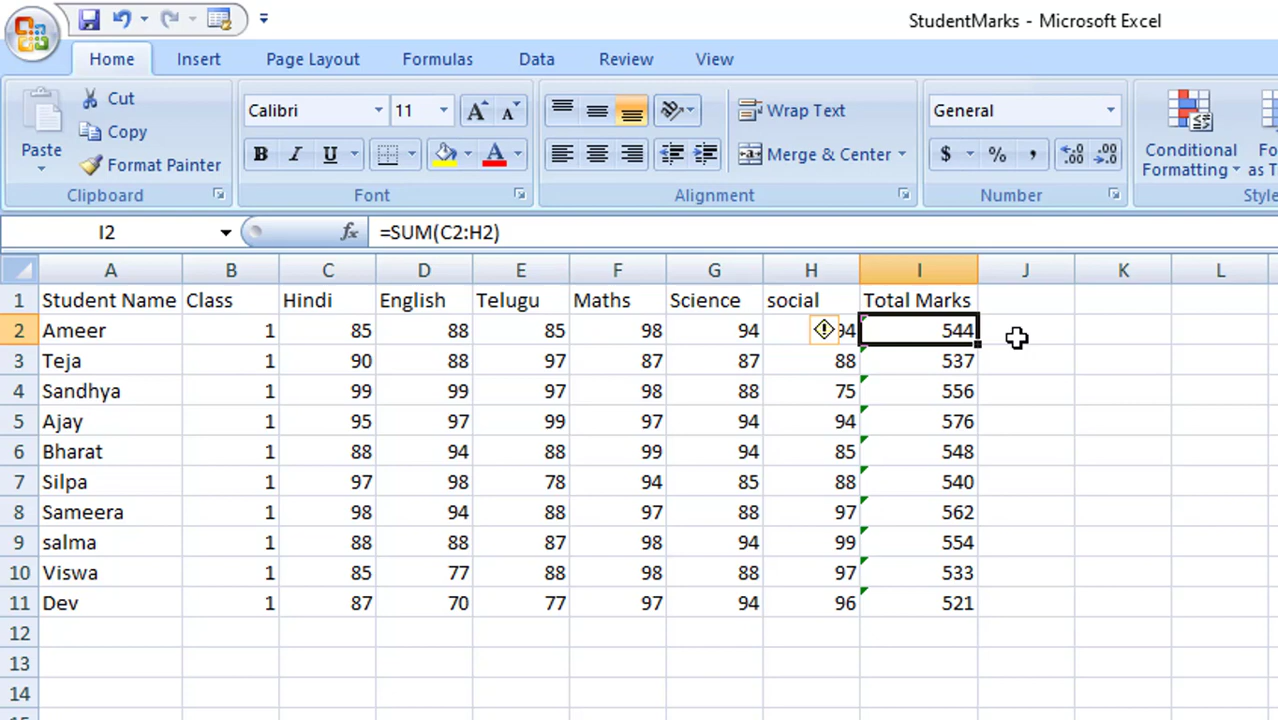 StudentMarks - Microsoft Excel
Home Insert Page Layout Formulas Data Review View
Paste Cut Copy Format Painter Clipboard
Calibri 11 A A B I U A Font
Wrap Text Merge & Center Alignment
General $ % , .00 .0 Number
Conditional Formatting
as T
Style
I2 fx =SUM(C2:H2)
A B C D E F G H I J K L
1 Student Name Class Hindi English Telugu Maths Science social Total Marks
2 Ameer 1 85 88 85 98 94 94 544
3 Teja 1 90 88 97 87 87 88 537
4 Sandhya 1 99 99 97 98 88 75 556
5 Ajay 1 95 97 99 97 94 94 576
6 Bharat 1 88 94 88 99 94 85 548
7 Silpa 1 97 98 78 94 85 88 540
8 Sameera 1 98 94 88 97 88 97 562
9 salma 1 88 88 87 98 94 99 554
10 Viswa 1 85 77 88 98 88 97 533
11 Dev 1 87 70 77 97 94 96 521
12
13
14